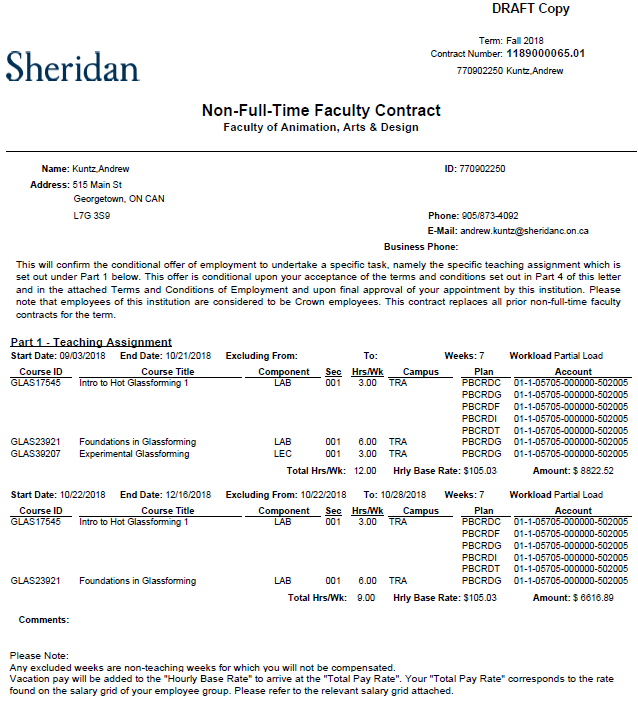 DRAFT Copy
Term: Fall 2018
Contract Number: 1189000065.01
770902250 Kuntz,Andrew
Sheridan
Non-Full-Time Faculty Contract
Faculty of Animation, Arts & Design
Name: Kuntz,Andrew ID: 770902250
Address: 515 Main St
Georgetown, ON CAN
L7G 3S9 Phone: 905/873-4092
E-Mail: andrew.kuntz@sheridanc.on.ca
Business Phone:
This will confirm the conditional offer of employment to undertake a specific task, namely the specific teaching assignment which is
set out under Part 1 below. This offer is conditional upon your acceptance of the terms and conditions set out in Part 4 of this letter
and in the attached Terms and Conditions of Employment and upon final approval of your appointment by this institution. Please
note that employees of this institution are considered to be Crown employees. This contract replaces all prior non-full-time faculty
contracts for the term.
Part 1 - Teaching Assignment
Start Date: 09/03/2018 End Date: 10/21/2018 Excluding From: To: Weeks: 7 Workload Partial Load
Course ID Course Title Component Sec Hrs/Wk Campus Plan Account
GLAS17545 Intro to Hot Glassforming 1 LAB 001 3.00 TRA PBCRDC 01-1-05705-000000-502005
PBCRDG 01-1-05705-000000-502005
PBCRDF 01-1-05705-000000-502005
PBCRDI 01-1-05705-000000-502005
PBCRDT 01-1-05705-000000-502005
GLAS23921 Foundations in Glassforming LAB 001 6.00 TRA PBCRDG 01-1-05705-000000-502005
GLAS39207 Experimental Glassforming LEC 001 3.00 TRA PBCRDG 01-1-05705-000000-502005
Total Hrs/Wk: 12.00 Hrly Base Rate: $105.03 Amount: $ 8822.52
Start Date: 10/22/2018 End Date: 12/16/2018 Excluding From: 10/22/2018 To: 10/28/2018 Weeks: 7 Workload Partial Load
Course ID Course Title Component Sec Hrs/Wk Campus Plan Account
GLAS17545 Intro to Hot Glassforming 1 LAB 001 3.00 TRA PBCRDC 01-1-05705-000000-502005
PBCRDF 01-1-05705-000000-502005
PBCRDG 01-1-05705-000000-502005
PBCRDI 01-1-05705-000000-502005
PBCRDT 01-1-05705-000000-502005
GLAS23921 Foundations in Glassforming LAB 001 6.00 TRA PBCRDG 01-1-05705-000000-502005
Total Hrs/Wk: 9.00 Hrly Base Rate: $105.03 Amount: $ 6616.89
Comments:
Please Note:
Any excluded weeks are non-teaching weeks for which you will not be compensated.
Vacation pay will be added to the "Hourly Base Rate" to arrive at the "Total Pay Rate". Your "Total Pay Rate" corresponds to the rate
found on the salary grid of your employee group. Please refer to the relevant salary grid attached.